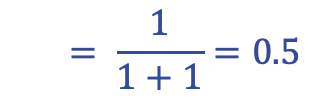 = 1 / 1 + 1 = 0.5